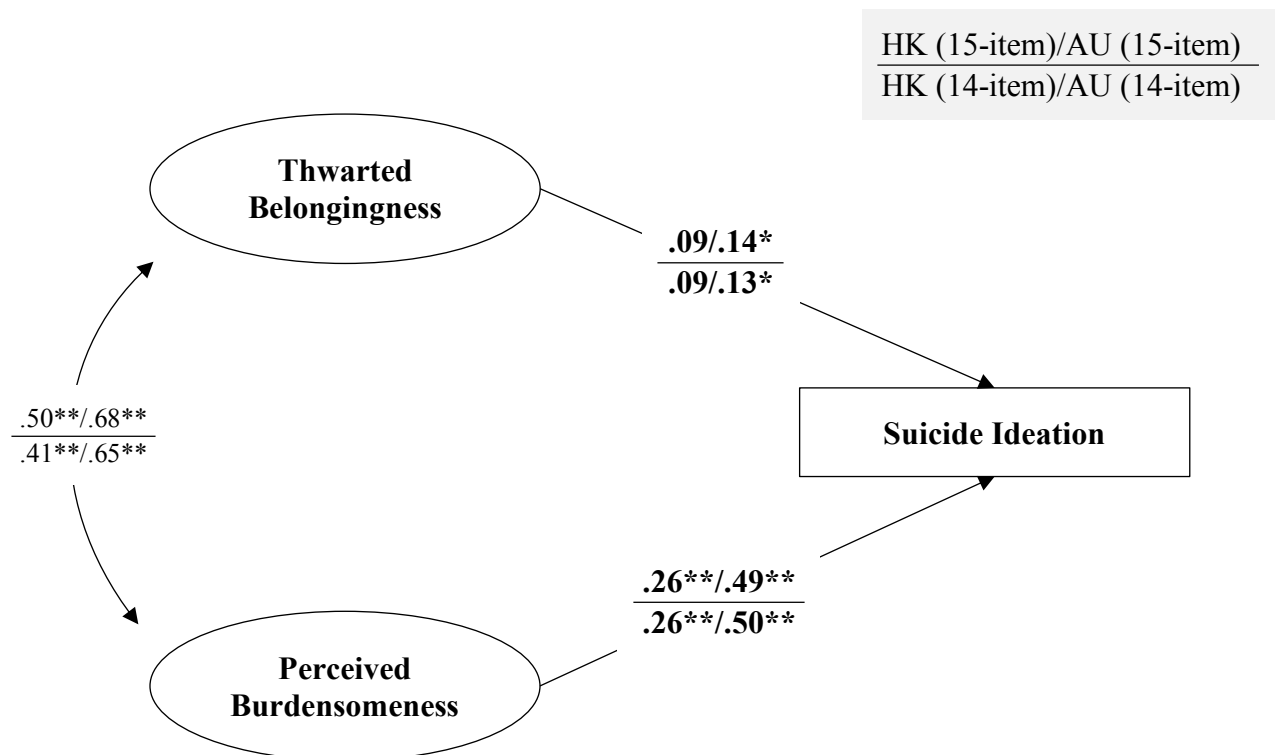 HK (15-item)/AU (15-item)
HK (14-item)/AU (14-item)
Thwarted
Belongingness
.09/.14*
.09/.13*
.50**/.68**
.41**/.65**
Suicide Ideation
.26**/.49**
.26**/.50**
Perceived
Burdensomeness